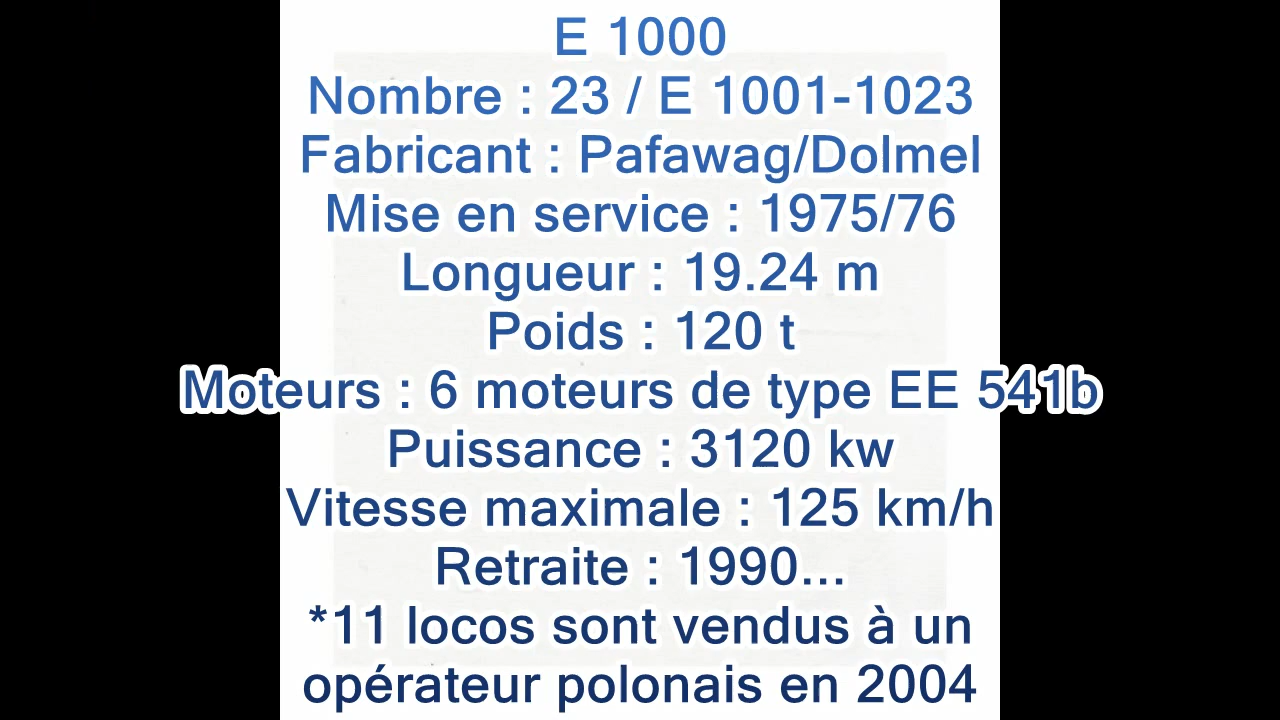 E 1000
Nombre : 23 / E 1001-1023
Fabricant : Pafawag/Dolmel
Mise en service : 1975/76
Longueur : 19.24 m
Poids : 120 t
Moteurs : 6 moteurs de type EE 541b
Puissance : 3120 kw
Vitesse maximale : 125 km/h
Retraite : 1990...
*11 locos sont vendus à un
opérateur polonais en 2004